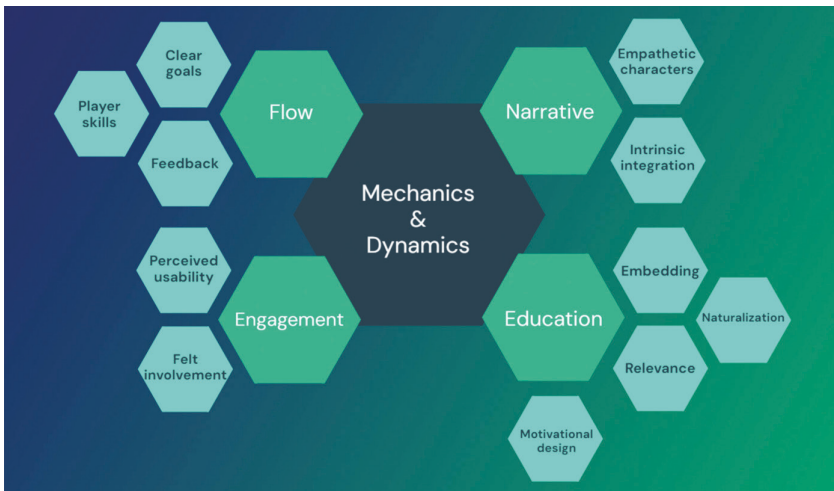 Clear
goals
Player
skills
Feedback
Flow
Narrative
Empathetic
characters
Intrinsic
integration
Mechanics
&
Dynamics
Perceived
usability
Felt
involvement
Engagement
Education
Embedding
Naturalization
Relevance
Motivational
design